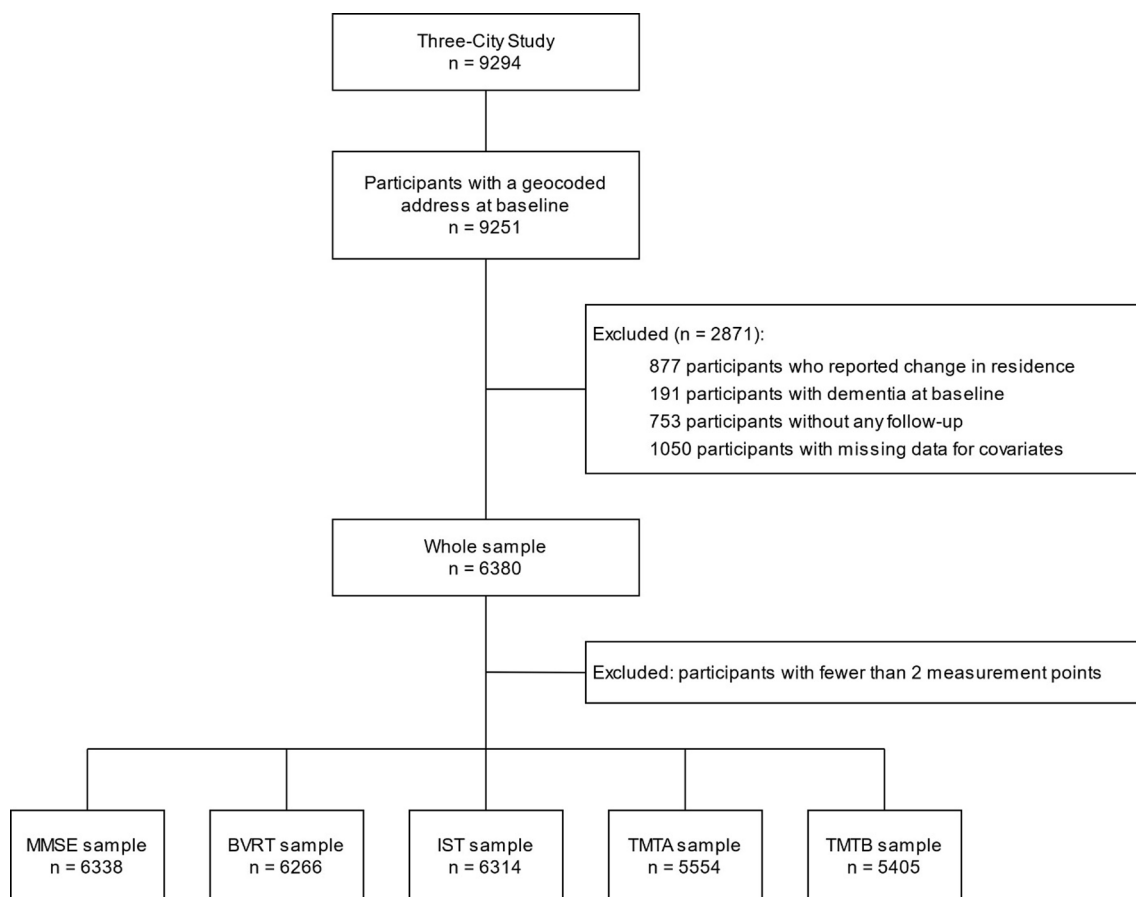 Three-City Study
n = 9294
Participants with a geocoded
address at baseline
n = 9251
Excluded (n = 2871):
877 participants who reported change in residence
191 participants with dementia at baseline
753 participants without any follow-up
1050 participants with missing data for covariates
Whole sample
n = 6380
Excluded: participants with fewer than 2 measurement points
MMSE sample
n = 6338
BVRT sample
n = 6266
IST sample
n = 6314
TMTA sample
n = 5554
TMTB sample
n = 5405